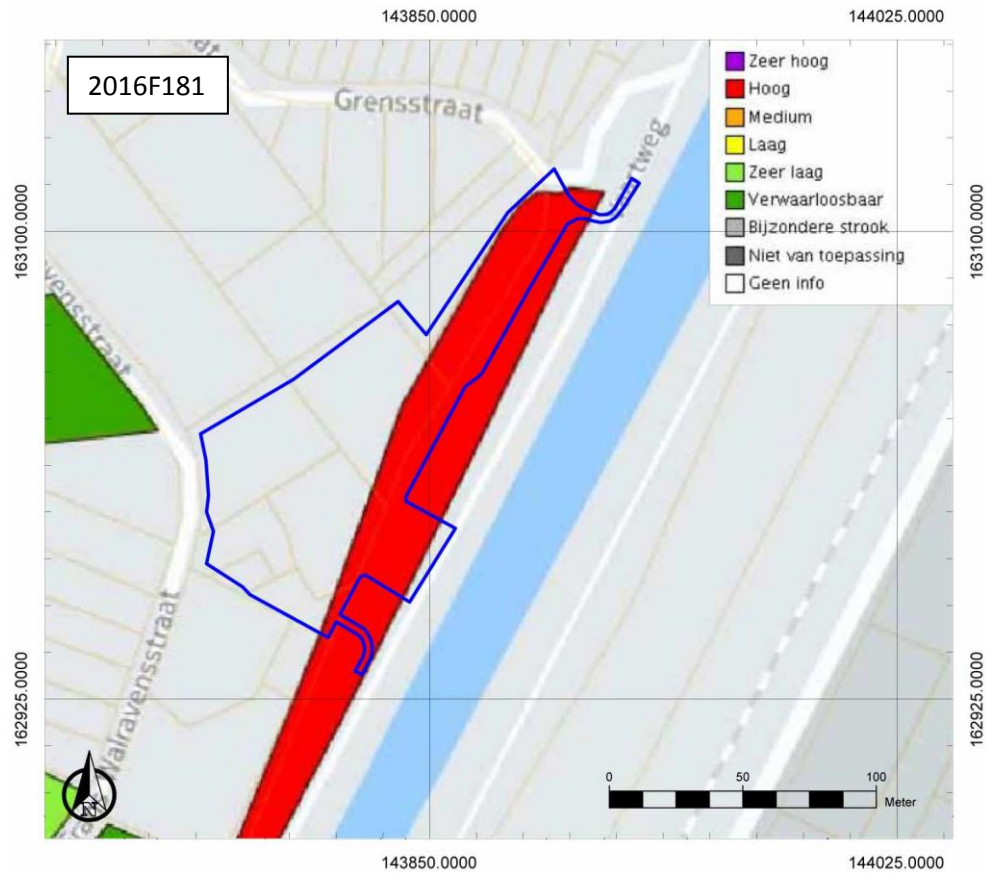 143850.0000
144025.0000
2016F181
Grensstraat
Zeer hoog
Hoog
Medium
Laag
Zeer laag
Verwaarloosbaar
Bijzondere strook
Niet van toepassing
Geen info
163100.0000
163100.0000
162925.0000
162925.0000
Walravensstraat
N
0
50
100
Meter
143850.0000
144025.0000